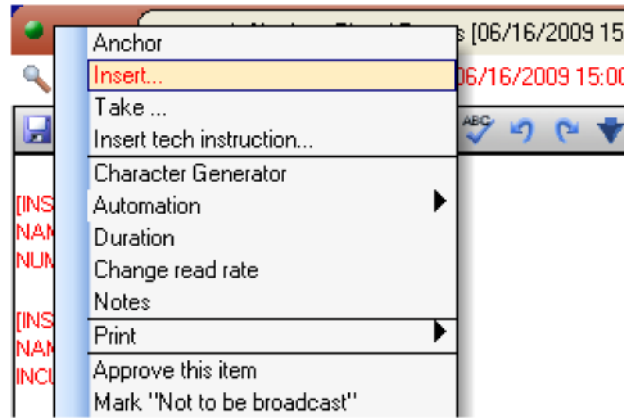 s [06/16/2009 15
Anchor
Insert...
06/16/2009 15:00
Take ...
ABC
Insert tech instruction...
Character Generator
[INS
Automation
NAM
Duration
NUM
Change read rate
Notes
[INS
Print
NAM
Approve this item
INCL
Mark "Not to be broadcast"